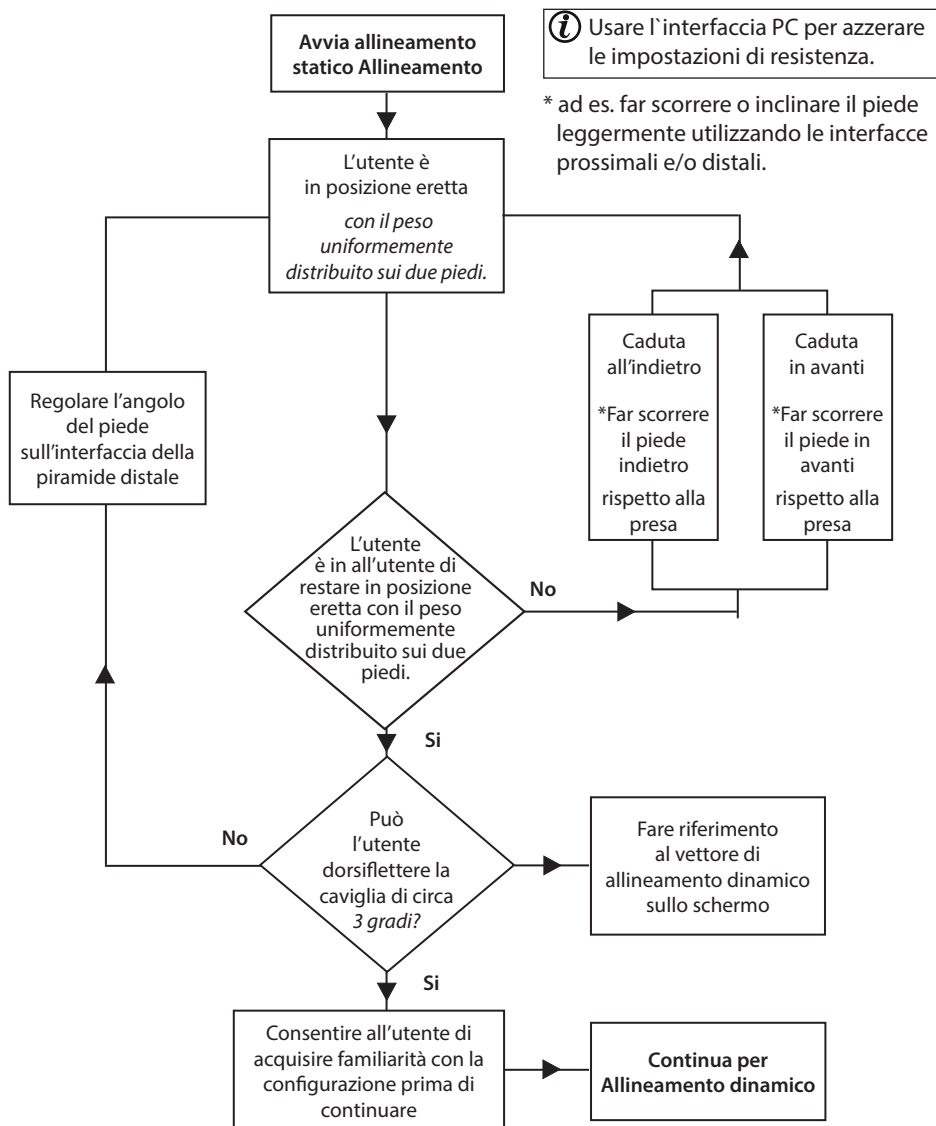 Avvia allineamento
statico Allineamento
i Usare l`interfaccia PC per azzerare
le impostazioni di resistenza.
* ad es. far scorrere o inclinare il piede
leggermente utilizzando le interfacce
prossimali e/o distali.
L'utente è
in posizione eretta
con il peso
uniformemente
distribuito sui due piedi.
Regolare l'angolo
del piede
sull'interfaccia della
piramide distale
Caduta
all'indietro
*Far scorrere
il piede
indietro
rispetto alla
presa
Caduta
in avanti
*Far scorrere
il piede in
avanti
rispetto alla
presa
L'utente
è in all'utente di
restare in posizione
eretta con il peso
uniformemente
distribuito sui due
piedi.
No
Si
No
Può
l'utente
dorsiflettere la
caviglia di circa
3 gradi?
Fare riferimento
al vettore di
allineamento dinamico
sullo schermo
Si
Consentire all'utente di
acquisire familiarità con la
configurazione prima di
continuare
Continua per
Allineamento dinamico